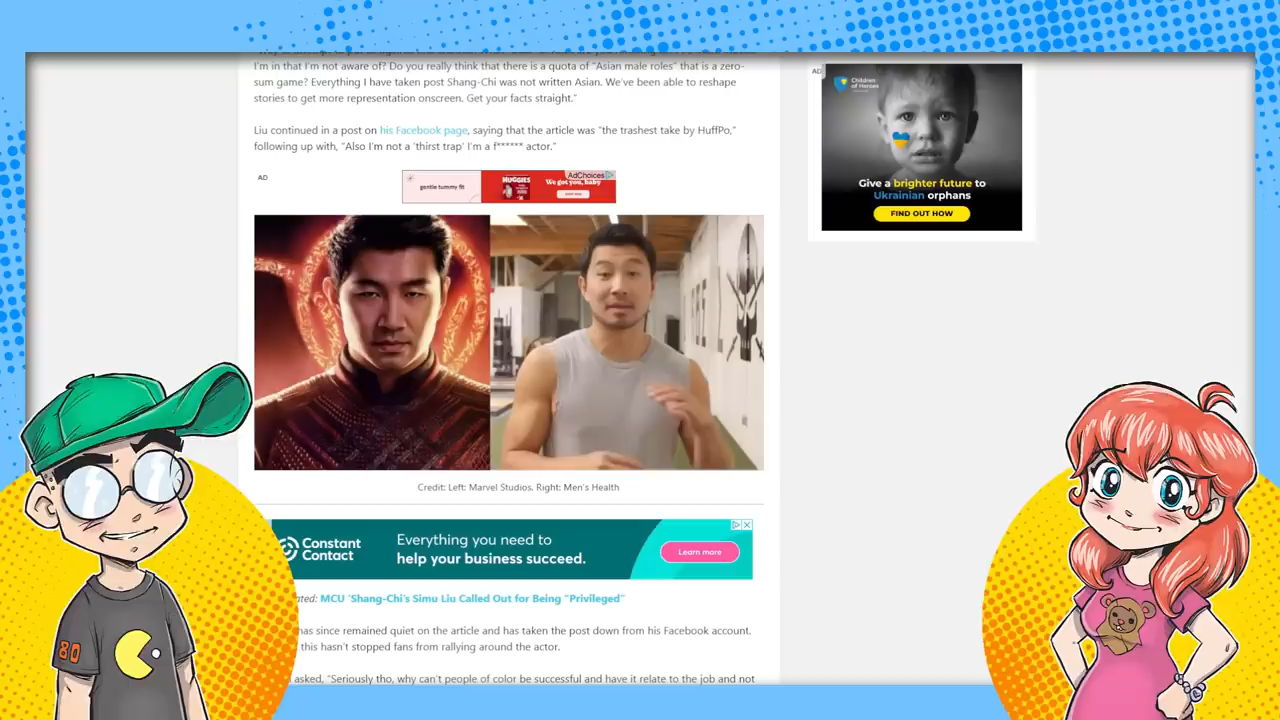 I'm in that I'm not aware of? Do you really think that there is a quota of “Asian male roles” that is a zero-
sum game? Everything I have taken post Shang-Chi was not written Asian. We've been able to reshape
stories to get more representation onscreen. Get your facts straight.”
Liu continued in a post on his Facebook page, saying that the article was “the trashest take by HuffPo,”
following up with, “Also I'm not a ‘thirst trap’ I'm a f****** actor.”
AD
gentle tummy fit
HUGGIES
We got you, baby
AdChoices
Credit: Left: Marvel Studios, Right: Men's Health
Constant
Contact
Everything you need to
help your business succeed.
Learn more
MCU ‘Shang-Chi's Simu Liu Called Out for Being “Privileged”
has since remained quiet on the article and has taken the post down from his Facebook account.
this hasn't stopped fans from rallying around the actor.
asked, “Seriously tho, why can't people of color be successful and have it relate to the job and not
AD
Children
of Heroes
Give a brighter future to
Ukrainian orphans
FIND OUT HOW
80